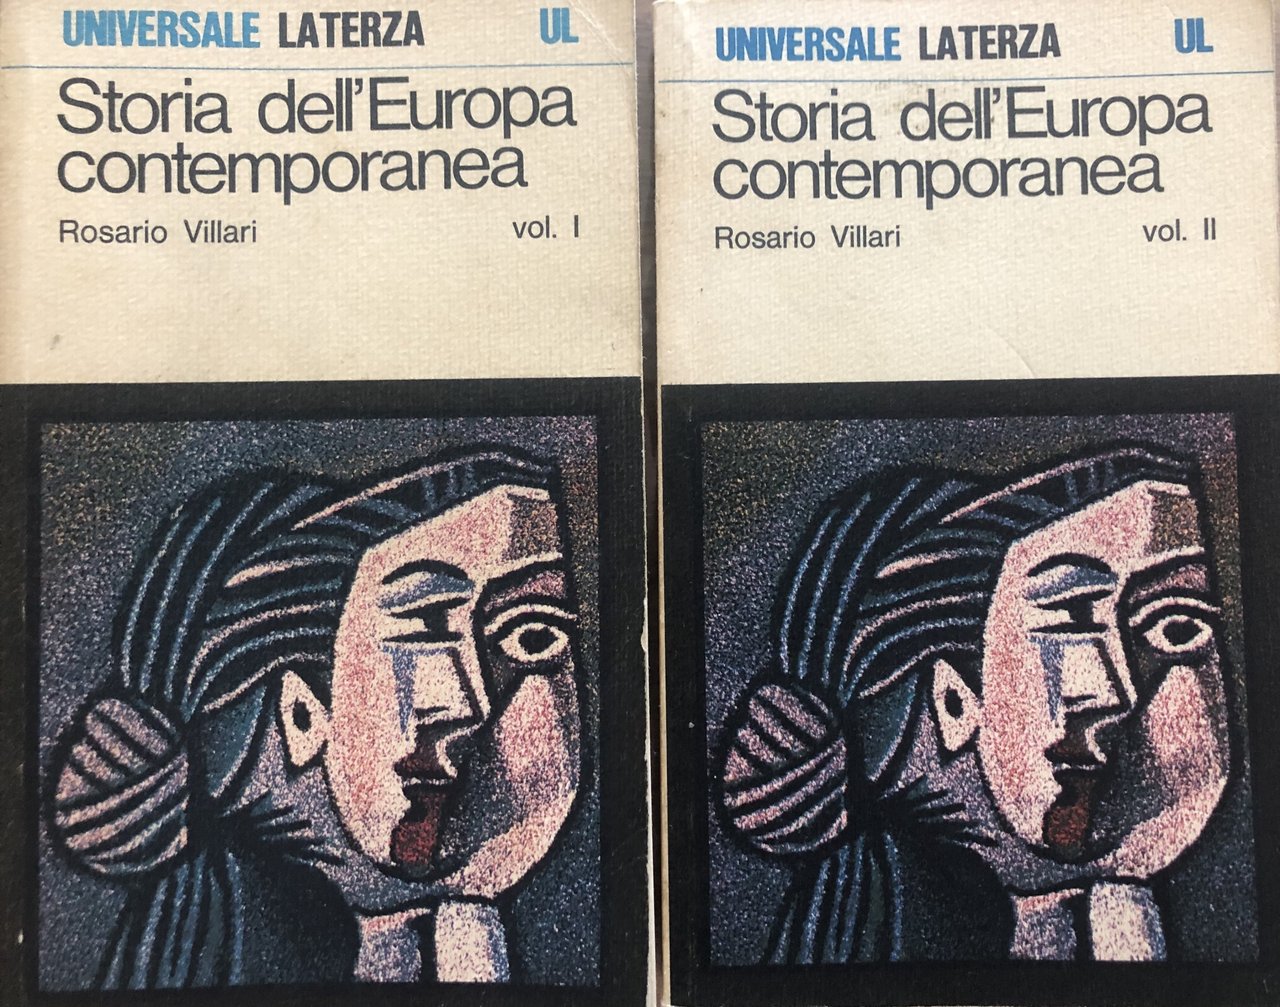 UNIVERSALE LATERZA UL
Storia dell'Europa
contemporanea
Rosario Villari vol. I
UNIVERSALE LATERZA UL
Storia dell'Europa
contemporanea
Rosario Villari vol. II